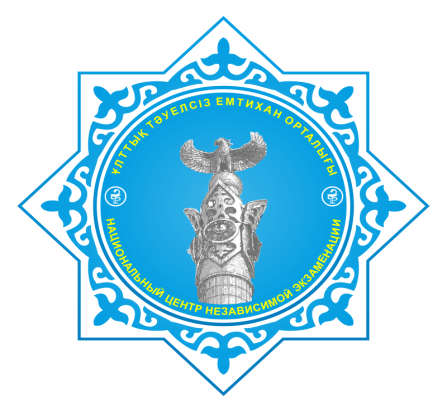 ҰЛТТЫҚ ТӘУЕЛСІЗ ЕМТИХАН ОРТАЛЫҒЫ
НАЦИОНАЛЬНЫЙ ЦЕНТР НЕЗАВИСИМОЙ ЭКЗАМЕНАЦИИ